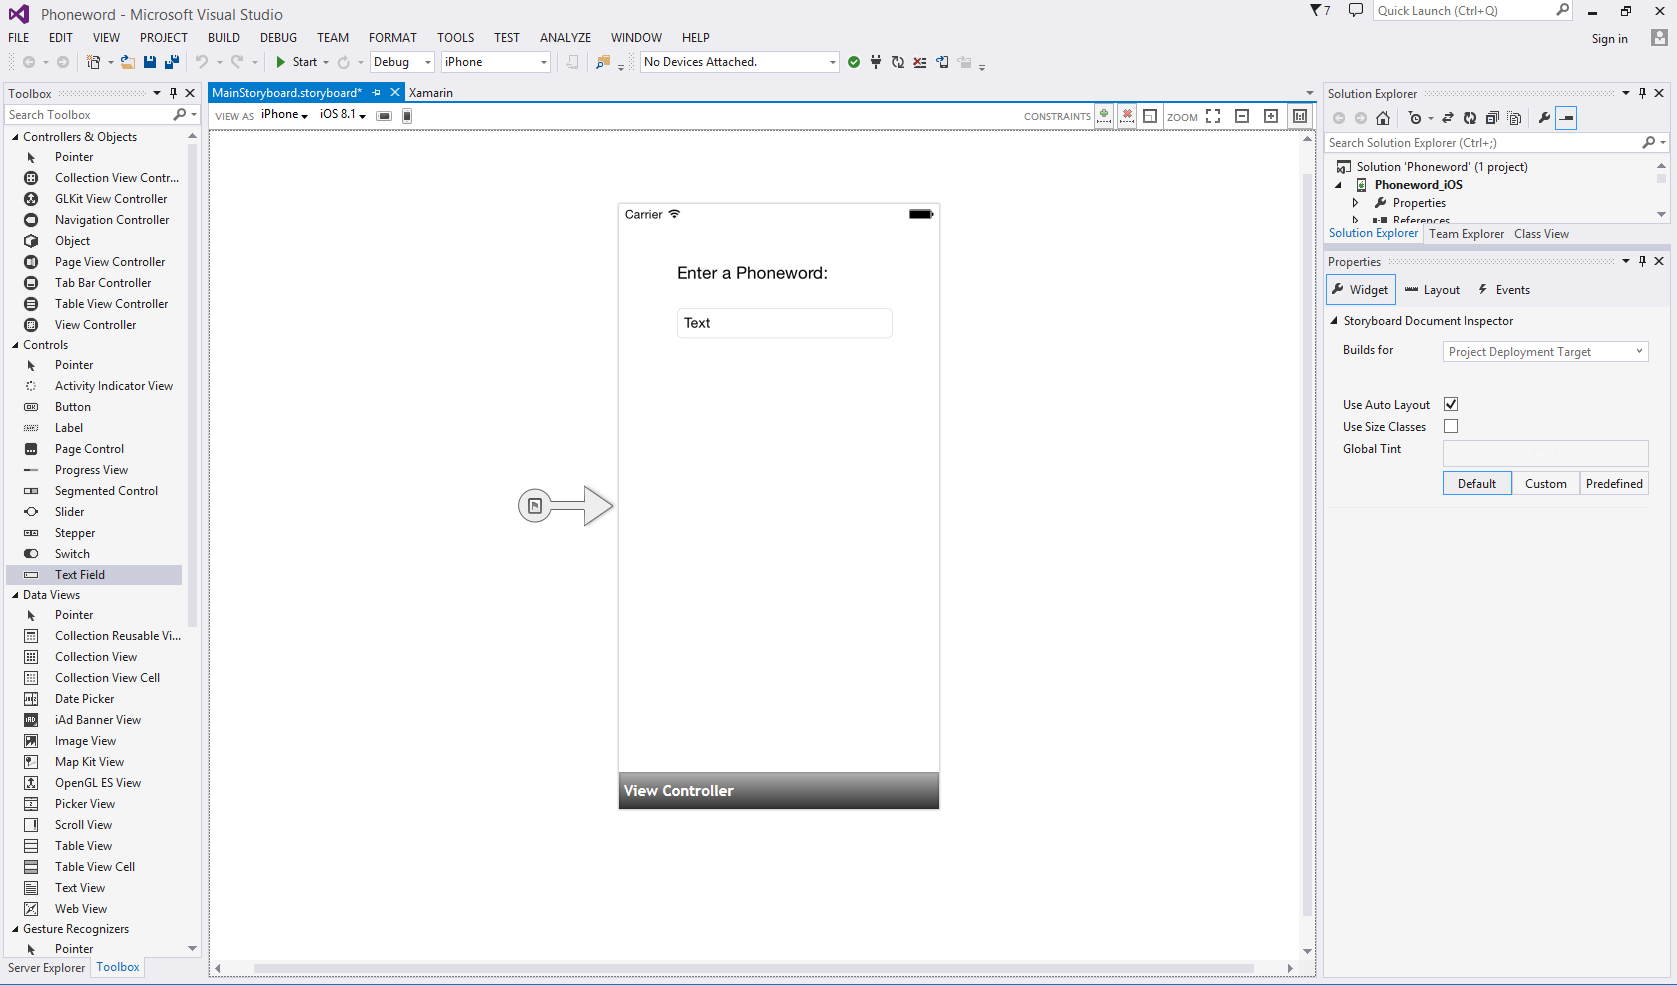 Phoneword - Microsoft Visual Studio
7
Quick Launch (Ctrl+Q)
FILE EDIT VIEW PROJECT BUILD DEBUG TEAM FORMAT TOOLS TEST ANALYZE WINDOW HELP
Sign in
Start Debug iPhone No Devices Attached.
Toolbox
Search Toolbox
Controllers & Objects
Pointer
Collection View Contr...
GLKit View Controller
Navigation Controller
Object
Page View Controller
Tab Bar Controller
Table View Controller
View Controller
Controls
Pointer
Activity Indicator View
Button
Label
Page Control
Progress View
Segmented Control
Slider
Stepper
Switch
Text Field
Data Views
Pointer
Collection Reusable Vi...
Collection View
Collection View Cell
Date Picker
iAd Banner View
Image View
Map Kit View
OpenGL ES View
Picker View
Scroll View
Table View
Table View Cell
Text View
Web View
Gesture Recognizers
Pointer
Server Explorer Toolbox
MainStoryboard.storyboard* Xamarin
VIEW AS iPhone iOS 8.1 CONSTRAINTS ZOOM
Carrier
Enter a Phoneword:
Text
View Controller
Solution Explorer
Search Solution Explorer (Ctrl+;)
Solution 'Phoneword' (1 project)
Phoneword_iOS
Properties
References
Solution Explorer Team Explorer Class View
Properties
Widget Layout Events
Storyboard Document Inspector
Builds for Project Deployment Target
Use Auto Layout
Use Size Classes
Global Tint
Default Custom Predefined